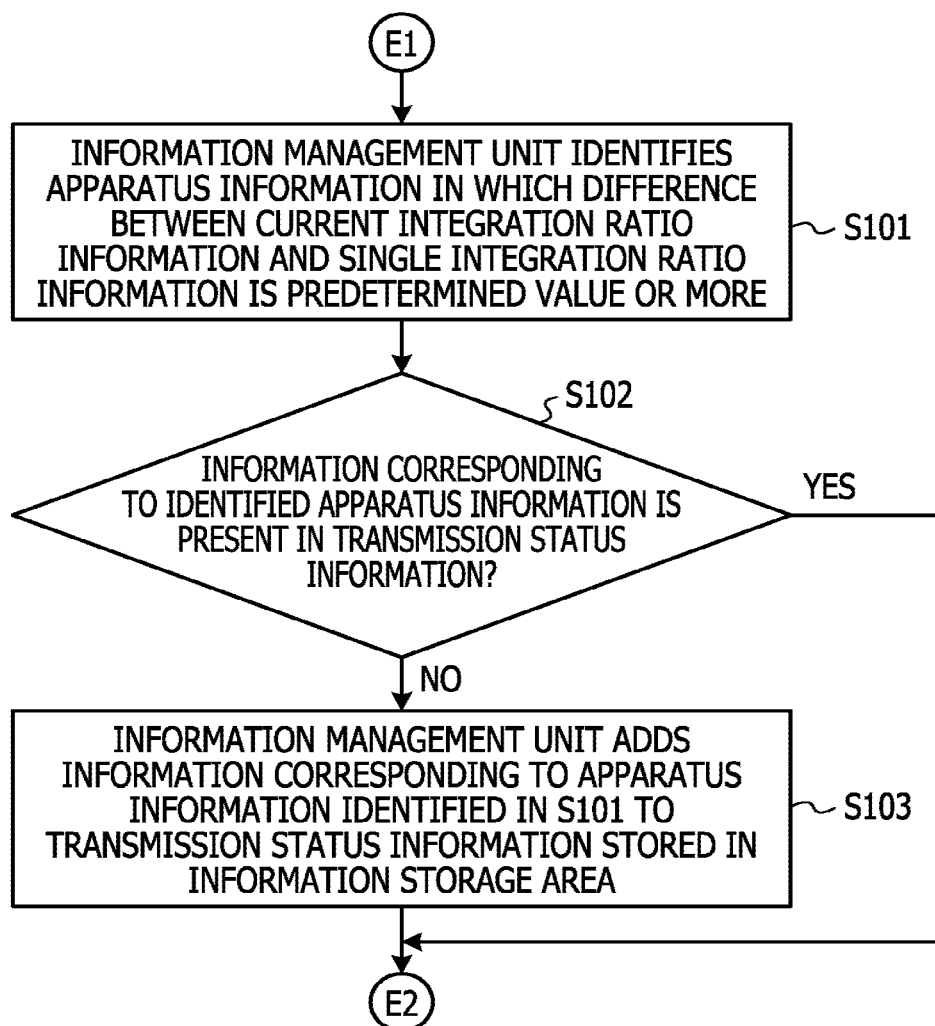 E1
INFORMATION MANAGEMENT UNIT IDENTIFIES
APPARATUS INFORMATION IN WHICH DIFFERENCE
BETWEEN CURRENT INTEGRATION RATIO
INFORMATION AND SINGLE INTEGRATION RATIO
INFORMATION IS PREDETERMINED VALUE OR MORE
S101
S102
INFORMATION CORRESPONDING
TO IDENTIFIED APPARATUS INFORMATION IS
PRESENT IN TRANSMISSION STATUS
INFORMATION?
YES
NO
INFORMATION MANAGEMENT UNIT ADDS
INFORMATION CORRESPONDING TO APPARATUS
INFORMATION IDENTIFIED IN S101 TO
TRANSMISSION STATUS INFORMATION STORED IN
INFORMATION STORAGE AREA
S103
E2